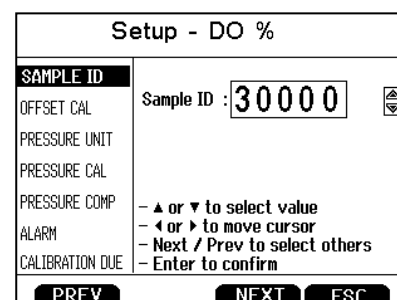 Setup - DO %
SAMPLE ID
OFFSET CAL
PRESSURE UNIT
PRESSURE CAL
PRESSURE COMP
ALARM
CALIBRATION DUE
Sample ID : 30000
- ▲ or ▼ to select value
- ◀ or ▶ to move cursor
- Next / Prev to select others
- Enter to confirm
PREV NEXT ESC